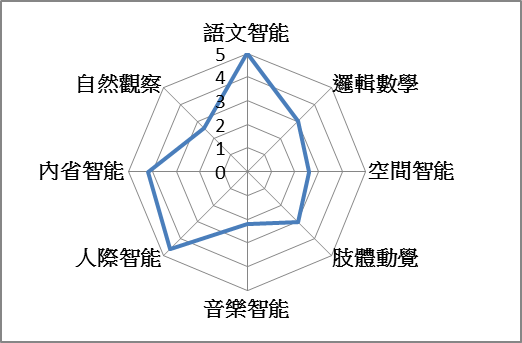 語文智能
邏輯數學
空間智能
肢體動覺
音樂智能
人際智能
內省智能
自然觀察
5
4
3
2
1
0